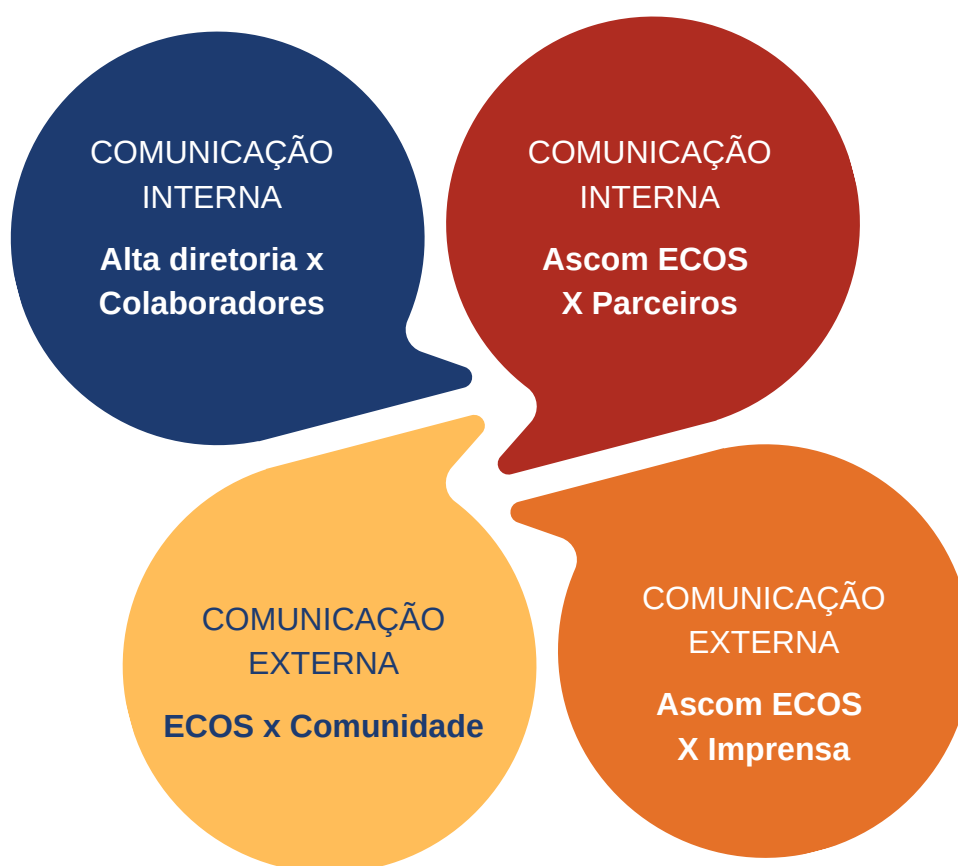 COMUNICAÇÃO
INTERNA
Alta diretoria x
Colaboradores
COMUNICAÇÃO
INTERNA
Ascom ECOS
X Parceiros
COMUNICAÇÃO
EXTERNA
ECOS x Comunidade
COMUNICAÇÃO
EXTERNA
Ascom ECOS
X Imprensa